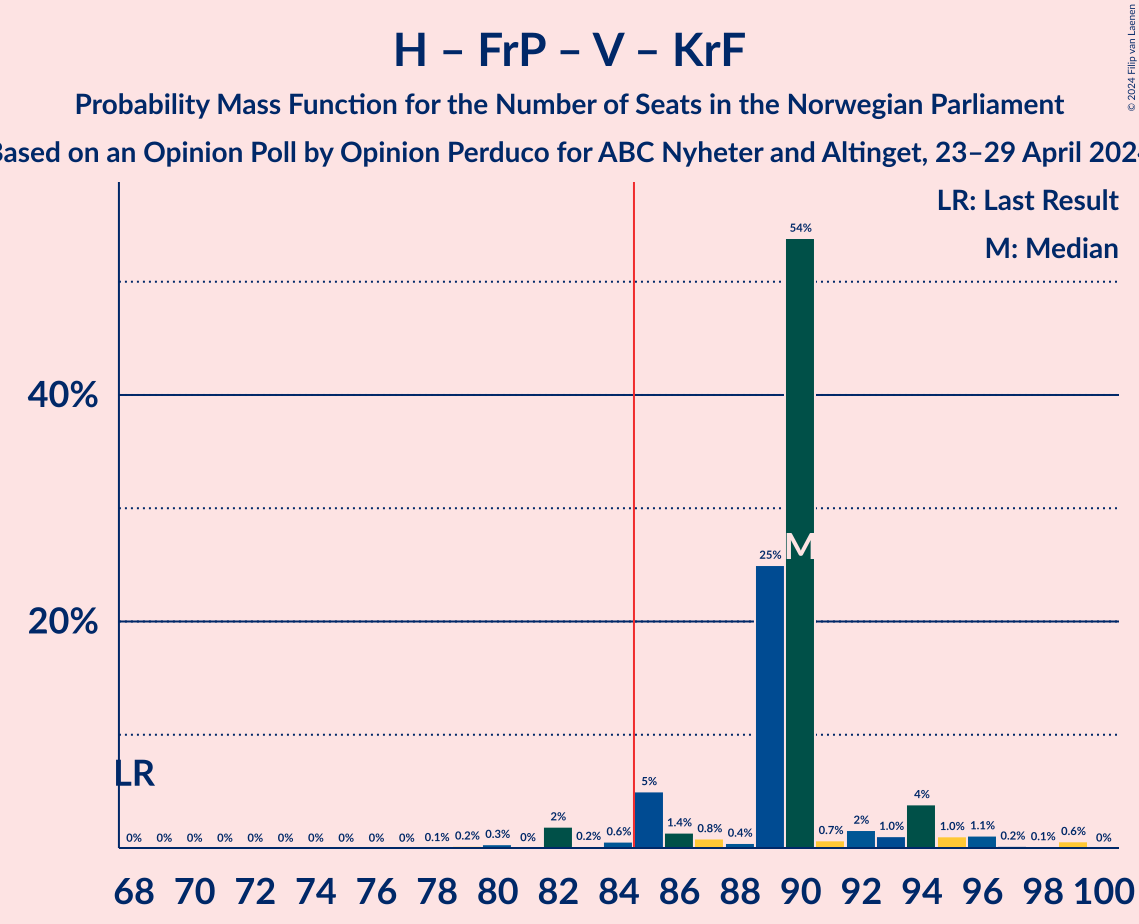 H – FrP – V – KrF
Probability Mass Function for the Number of Seats in the Norwegian Parliament
Based on an Opinion Poll by Opinion Perduco for ABC Nyheter and Altinget, 23–29 April 2024
© 2024 Filip van Laenen
LR: Last Result
M: Median
40%
20%
LR
M
0% 0% 0% 0% 0% 0% 0% 0% 0% 0% 0.1% 0.2% 0.3% 0% 2% 0.2% 0.6% 5% 1.4% 0.8% 0.4% 25% 54% 0.7% 2% 1.0% 4% 1.0% 1.1% 0.2% 0.1% 0.6% 0%
68 70 72 74 76 78 80 82 84 86 88 90 92 94 96 98 100